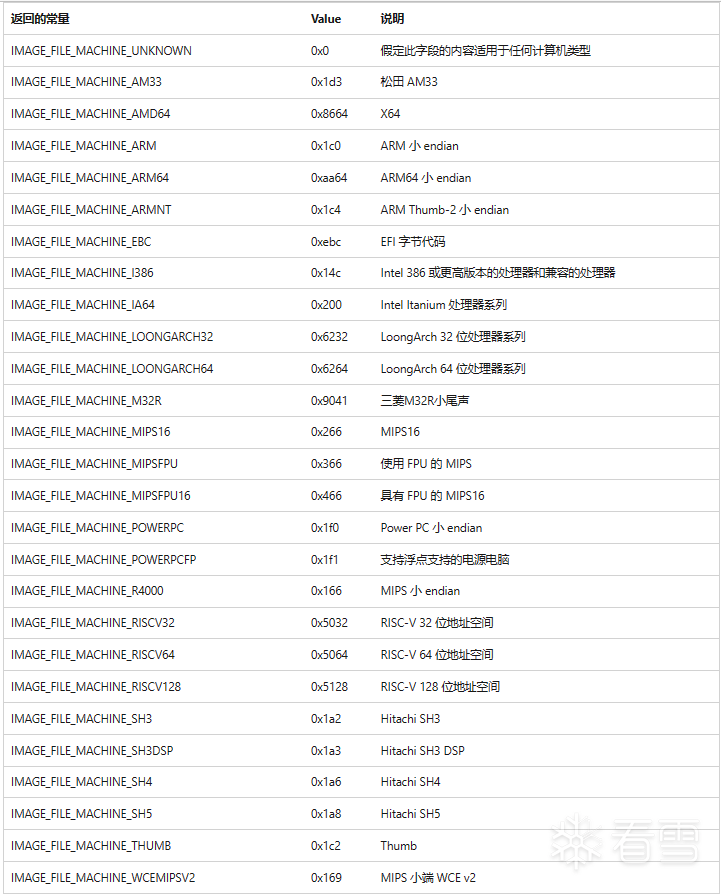 返回的常量 Value 说明
IMAGE_FILE_MACHINE_UNKNOWN 0x0 假定此字段的内容适用于任何计算机类型
IMAGE_FILE_MACHINE_AM33 0x1d3 松田 AM33
IMAGE_FILE_MACHINE_AMD64 0x8664 X64
IMAGE_FILE_MACHINE_ARM 0x1c0 ARM 小 endian
IMAGE_FILE_MACHINE_ARM64 0xaa64 ARM64 小 endian
IMAGE_FILE_MACHINE_ARMNT 0x1c4 ARM Thumb-2 小 endian
IMAGE_FILE_MACHINE_EBC 0xebc EFI 字节代码
IMAGE_FILE_MACHINE_I386 0x14c Intel 386 或更高版本的处理器和兼容的处理器
IMAGE_FILE_MACHINE_IA64 0x200 Intel Itanium 处理器系列
IMAGE_FILE_MACHINE_LOONGARCH32 0x6232 LoongArch 32 位处理器系列
IMAGE_FILE_MACHINE_LOONGARCH64 0x6264 LoongArch 64 位处理器系列
IMAGE_FILE_MACHINE_M32R 0x9041 三菱M32R小尾声
IMAGE_FILE_MACHINE_MIPS16 0x266 MIPS16
IMAGE_FILE_MACHINE_MIPSFPU 0x366 使用 FPU 的 MIPS
IMAGE_FILE_MACHINE_MIPSFPU16 0x466 具有 FPU 的 MIPS16
IMAGE_FILE_MACHINE_POWERPC 0x1f0 Power PC 小 endian
IMAGE_FILE_MACHINE_POWERPCFP 0x1f1 支持浮点支持的电源电脑
IMAGE_FILE_MACHINE_R4000 0x166 MIPS 小 endian
IMAGE_FILE_MACHINE_RISCV32 0x5032 RISC-V 32 位地址空间
IMAGE_FILE_MACHINE_RISCV64 0x5064 RISC-V 64 位地址空间
IMAGE_FILE_MACHINE_RISCV128 0x5128 RISC-V 128 位地址空间
IMAGE_FILE_MACHINE_SH3 0x1a2 Hitachi SH3
IMAGE_FILE_MACHINE_SH3DSP 0x1a3 Hitachi SH3 DSP
IMAGE_FILE_MACHINE_SH4 0x1a6 Hitachi SH4
IMAGE_FILE_MACHINE_SH5 0x1a8 Hitachi SH5
IMAGE_FILE_MACHINE_THUMB 0x1c2 Thumb
IMAGE_FILE_MACHINE_WCEMIPSV2 0x169 MIPS 小端 WCE v2
看雪